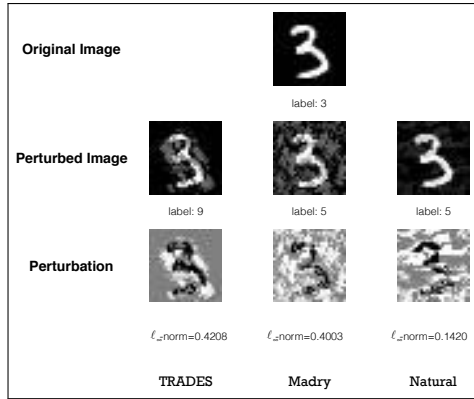 Original Image
label: 3
Perturbed Image
label: 9 label: 5 label: 5
Perturbation
ℓ∞norm=0.4208 ℓ∞norm=0.4003 ℓ∞norm=0.1420
TRADES Madry Natural